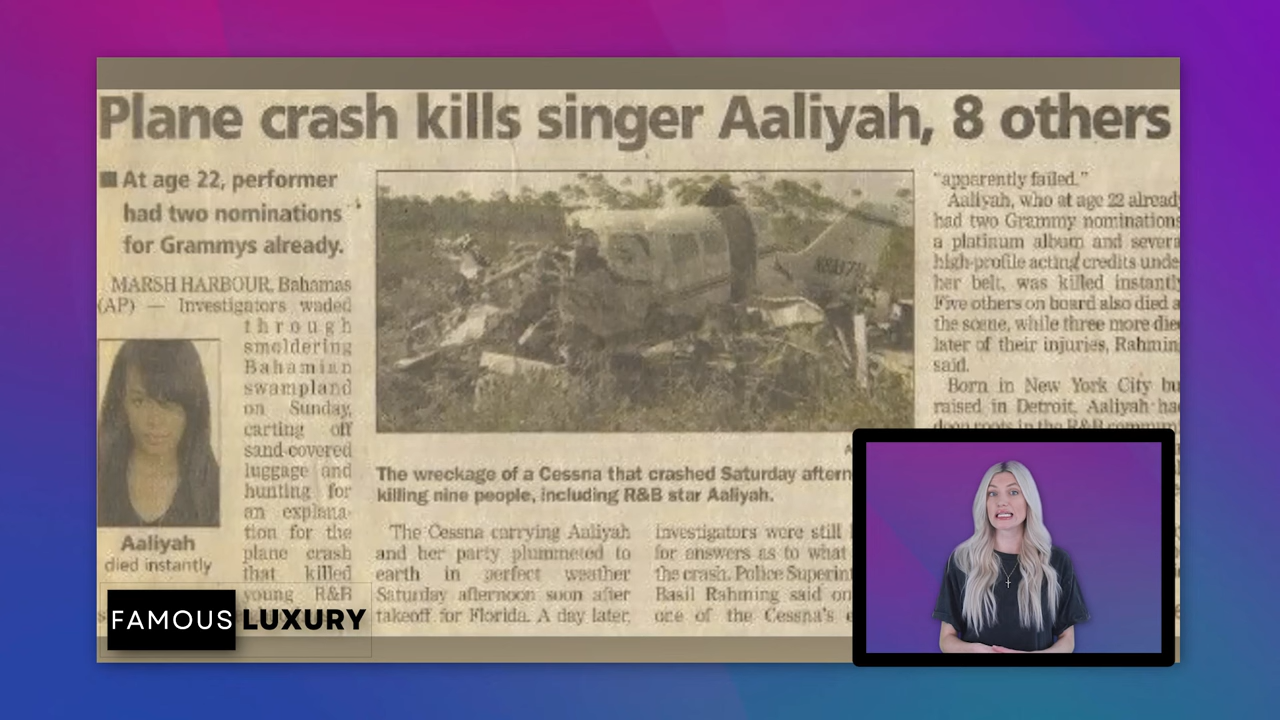 Plane crash kills singer Aaliyah, 8 others
■ At age 22, performer
had two nominations
for Grammys already.
MARSH HARBOUR, Bahamas
(AP) — Investigators waded
through
smoldering
Bahamian
swampland
on Sunday,
carting off
sand-covered
luggage and
hunting for
an explana-
tion for the
plane crash
that killed
young R&B
Aaliyah
died instantly
The wreckage of a Cessna that crashed Saturday aftern
killing nine people, including R&B star Aaliyah.
The Cessna carrying Aaliyah
and her party plummeted to
earth in perfect weather
Saturday afternoon soon after
takeoff for Florida. A day later,
investigators were still
for answers as to what
the crash. Police Superin
Basil Rahming said on
one of the Cessna's e
"apparently failed."
Aaliyah, who at age 22 already
had two Grammy nominations
a platinum album and severa
high-profile acting credits unde
her belt, was killed instantl
Five others on board also died a
the scene, while three more die
later of their injuries, Rahmin
said.
Born in New York City bu
raised in Detroit, Aaliyah ha
deep roots in the R&B commun
FAMOUS LUXURY